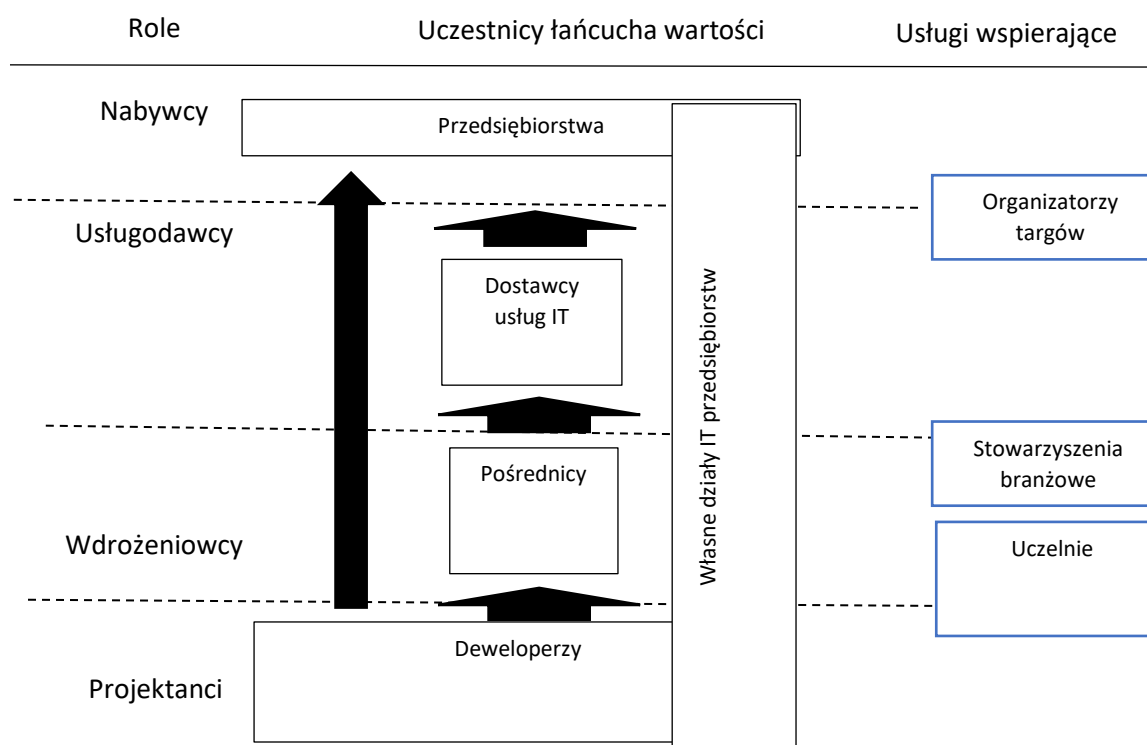 Role
Uczestnicy łańcucha wartości
Usługi wspierające
Nabywcy
Przedsiębiorstwa
Usługodawcy
Organizatorzy
targów
Dostawcy
usług IT
Własne działy IT przedsiębiorstw
Stowarzyszenia
branżowe
Pośrednicy
Wdrożeniowcy
Uczelnie
Deweloperzy
Projektanci